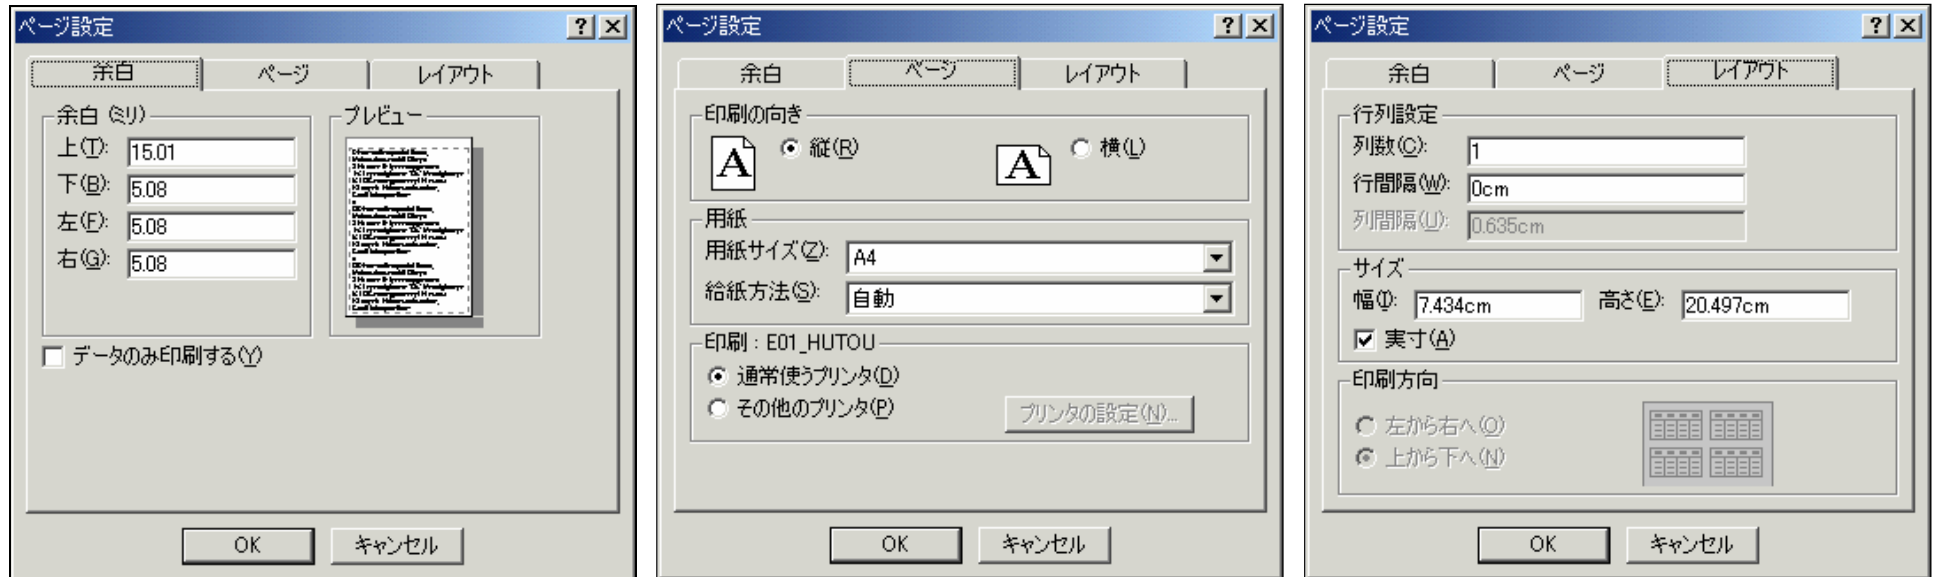 ページ設定
余白 ページ レイアウト
余白 (ミリ)
上(T): 15.01
下(B): 5.08
左(F): 5.08
右(G): 5.08
プレビュー
データのみ印刷する(Y)
OK キャンセル
ページ設定
余白 ページ レイアウト
印刷の向き
A 縦(R) A 横(L)
用紙
用紙サイズ(Z): A4
給紙方法(S): 自動
印刷 : E01_HUTOU
通常使うプリンタ(D)
その他のプリンタ(P) プリンタの設定(N)...
OK キャンセル
ページ設定
余白 ページ レイアウト
行列設定
列数(C): 1
行間隔(W): 0cm
列間隔(U): 0.635cm
サイズ
幅(I): 7.434cm 高さ(E): 20.497cm
実寸(A)
印刷方向
左から右へ(O)
上から下へ(N)
OK キャンセル